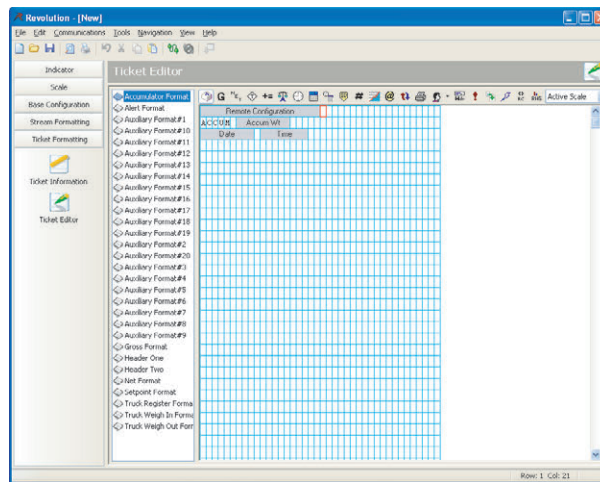 Revolution - [New]
File Edit Communications Tools Navigation View Help
Indicator
Scale
Base Configuration
Stream Formatting
Ticket Formatting
Ticket Information
Ticket Editor
Ticket Editor
Accumulator Format
Alert Format
Auxiliary Format#1
Auxiliary Format#10
Auxiliary Format#11
Auxiliary Format#12
Auxiliary Format#13
Auxiliary Format#14
Auxiliary Format#15
Auxiliary Format#16
Auxiliary Format#17
Auxiliary Format#18
Auxiliary Format#19
Auxiliary Format#2
Auxiliary Format#20
Auxiliary Format#3
Auxiliary Format#4
Auxiliary Format#5
Auxiliary Format#6
Auxiliary Format#7
Auxiliary Format#8
Auxiliary Format#9
Gross Format
Header One
Header Two
Net Format
Setpoint Format
Truck Register Forma
Truck Weigh In Forma
Truck Weigh Out Forr
G # @ Active Scale
Remote Configuration
ACCUM Accum Wt
Date Time
Row: 1 Col: 21